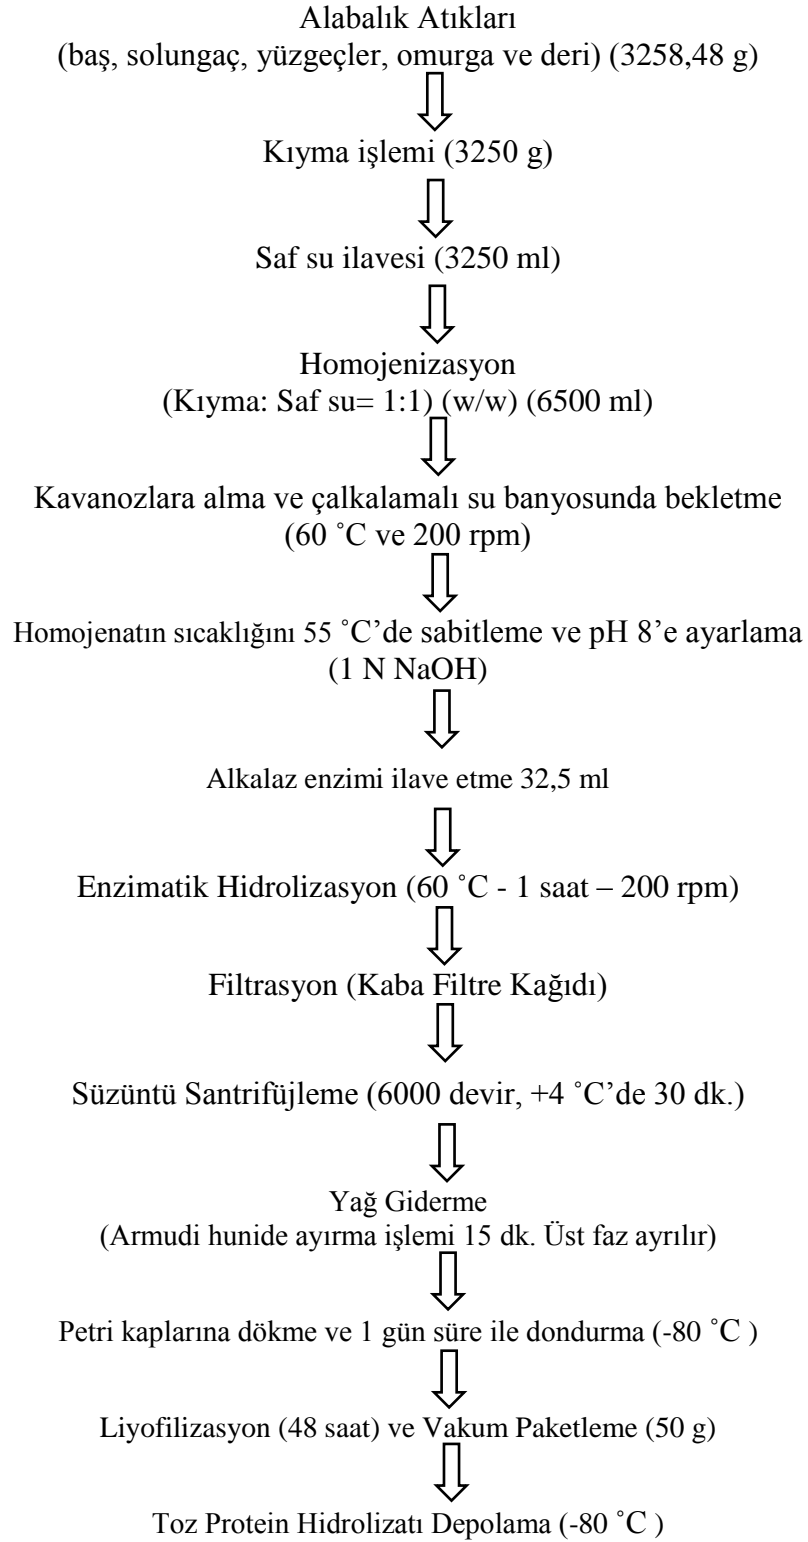 Alabalık Atıkları
(baş, solungaç, yüzgeçler, omurga ve deri) (3258,48 g)
Kıyma işlemi (3250 g)
Saf su ilavesi (3250 ml)
Homojenizasyon
(Kıyma: Saf su= 1:1) (w/w) (6500 ml)
Kavanozlara alma ve çalkalamalı su banyosunda bekletme
(60 ˚C ve 200 rpm)
Homojenatın sıcaklığını 55 ˚C’de sabitleme ve pH 8’e ayarlama
(1 N NaOH)
Alkalaz enzimi ilave etme 32,5 ml
Enzimatik Hidrolizasyon (60 ˚C - 1 saat – 200 rpm)
Filtrasyon (Kaba Filtre Kağıdı)
Süzüntü Santrifüjleme (6000 devir, +4 ˚C’de 30 dk.)
Yağ Giderme
(Armudi hunide ayırma işlemi 15 dk. Üst faz ayrılır)
Petri kaplarına dökme ve 1 gün süre ile dondurma (-80 ˚C )
Liyofilizasyon (48 saat) ve Vakum Paketleme (50 g)
Toz Protein Hidrolizatı Depolama (-80 ˚C )